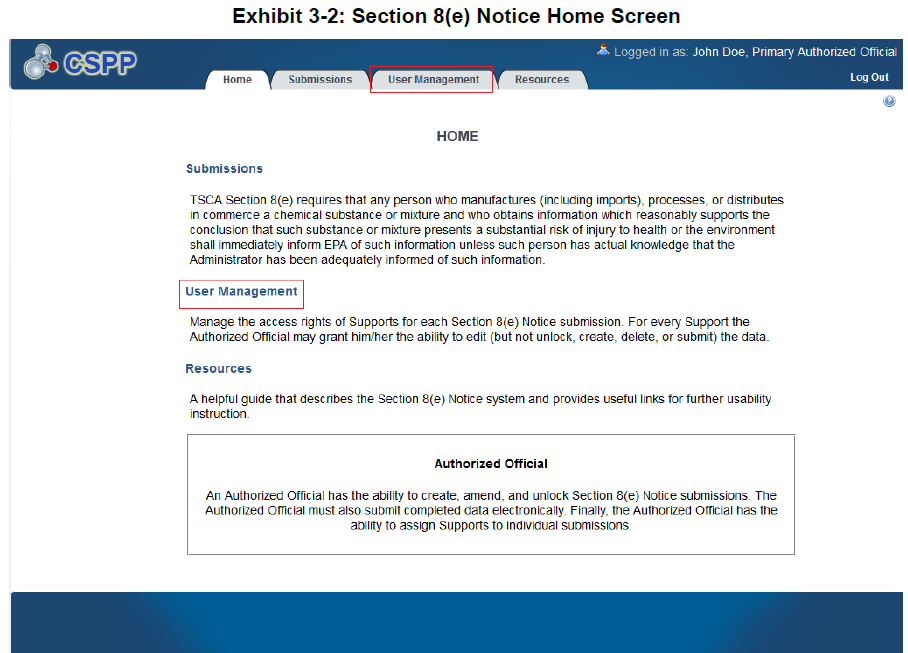 Exhibit 3-2: Section 8(e) Notice Home Screen
CSPP
Logged in as: John Doe, Primary Authorized Official
Home Submissions User Management Resources
Log Out
HOME
Submissions
TSCA Section 8(e) requires that any person who manufactures (including imports), processes, or distributes
in commerce a chemical substance or mixture and who obtains information which reasonably supports the
conclusion that such substance or mixture presents a substantial risk of injury to health or the environment
shall immediately inform EPA of such information unless such person has actual knowledge that the
Administrator has been adequately informed of such information.
User Management
Manage the access rights of Supports for each Section 8(e) Notice submission. For every Support the
Authorized Official may grant him/her the ability to edit (but not unlock, create, delete, or submit) the data.
Resources
A helpful guide that describes the Section 8(e) Notice system and provides useful links for further usability
instruction.
Authorized Official
An Authorized Official has the ability to create, amend, and unlock Section 8(e) Notice submissions. The
Authorized Official must also submit completed data electronically. Finally, the Authorized Official has the
ability to assign Supports to individual submissions.